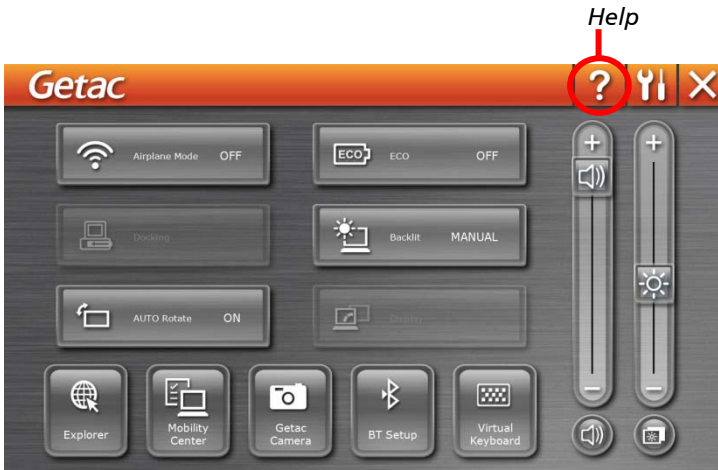 Help
Getac
?
Airplane Mode OFF
ECO ECO OFF
Docking
Backlit MANUAL
AUTO Rotate ON
Display
Explorer
Mobility
Center
Getac
Camera
BT Setup
Virtual
Keyboard